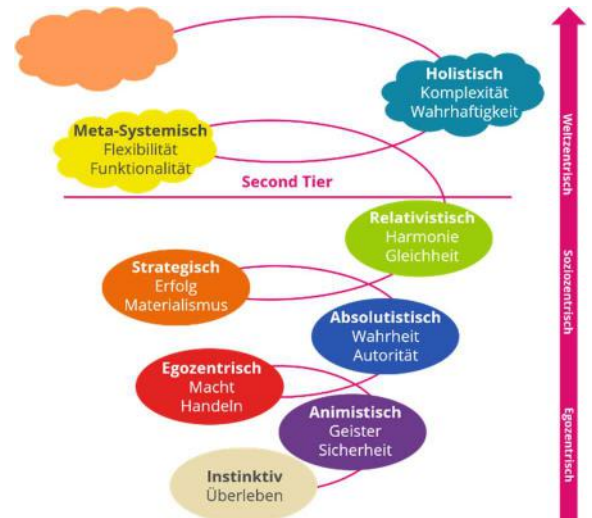 Holistisch
Komplexität
Wahrhaftigkeit
Meta-Systemisch
Flexibilität
Funktionalität
Second Tier
Relativistisch
Harmonie
Gleichheit
Strategisch
Erfolg
Materialismus
Absolutistisch
Wahrheit
Autorität
Egozentrisch
Macht
Handeln
Animistisch
Geister
Sicherheit
Instinktiv
Überleben
Weltzentrisch
Soziozentrisch
Egozentrisch